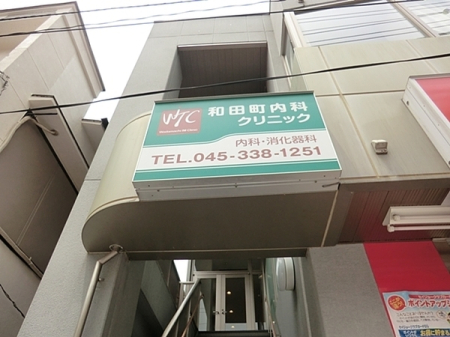 WTC
和田町内科
クリニック
内科・消化器科
TEL.045-338-1251
ポイントアップ